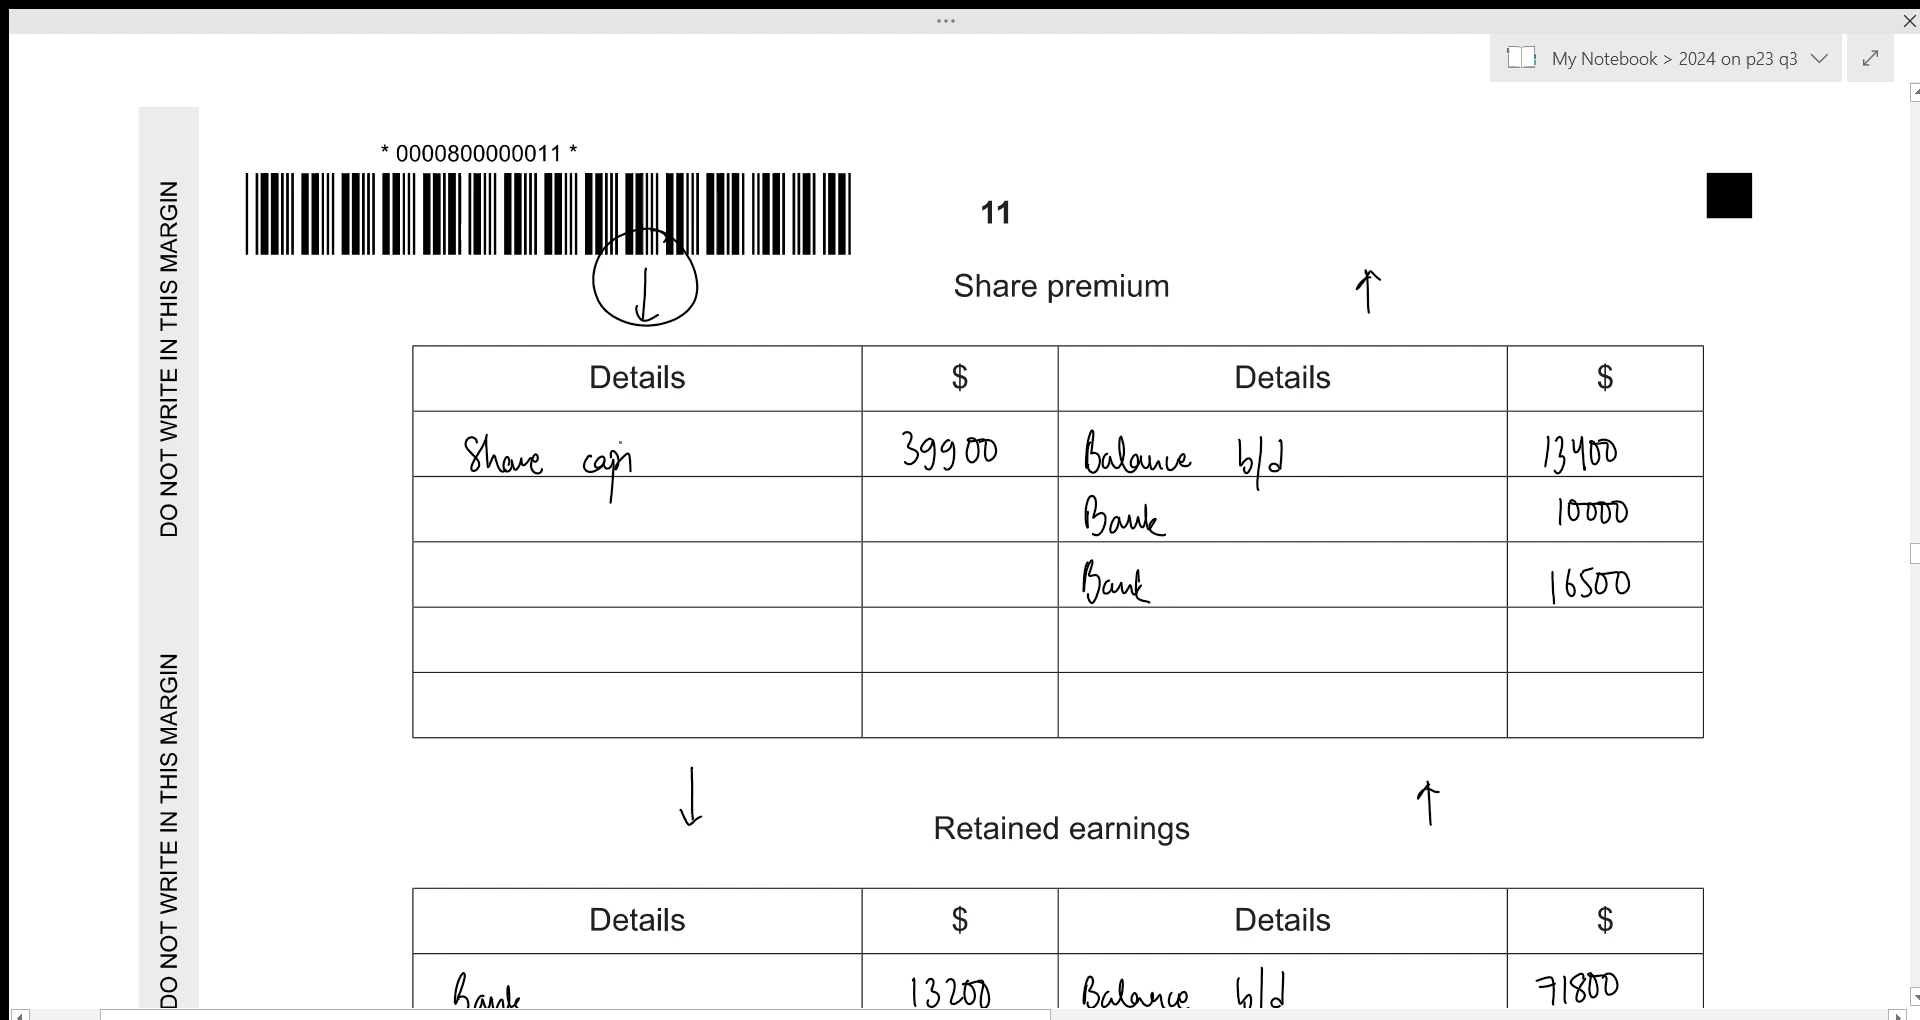 ...
My Notebook > 2024 on p23 q3
* 0000800000011 *
11
DO NOT WRITE IN THIS MARGIN
DO NOT WRITE IN THIS MARGIN
Share premium
Details $ Details $
Share capi 39900 Balance b/d 13400
Bank 10000
Bank 16500
Retained earnings
Details $ Details $
Bank 13200 Balance b/d 71800